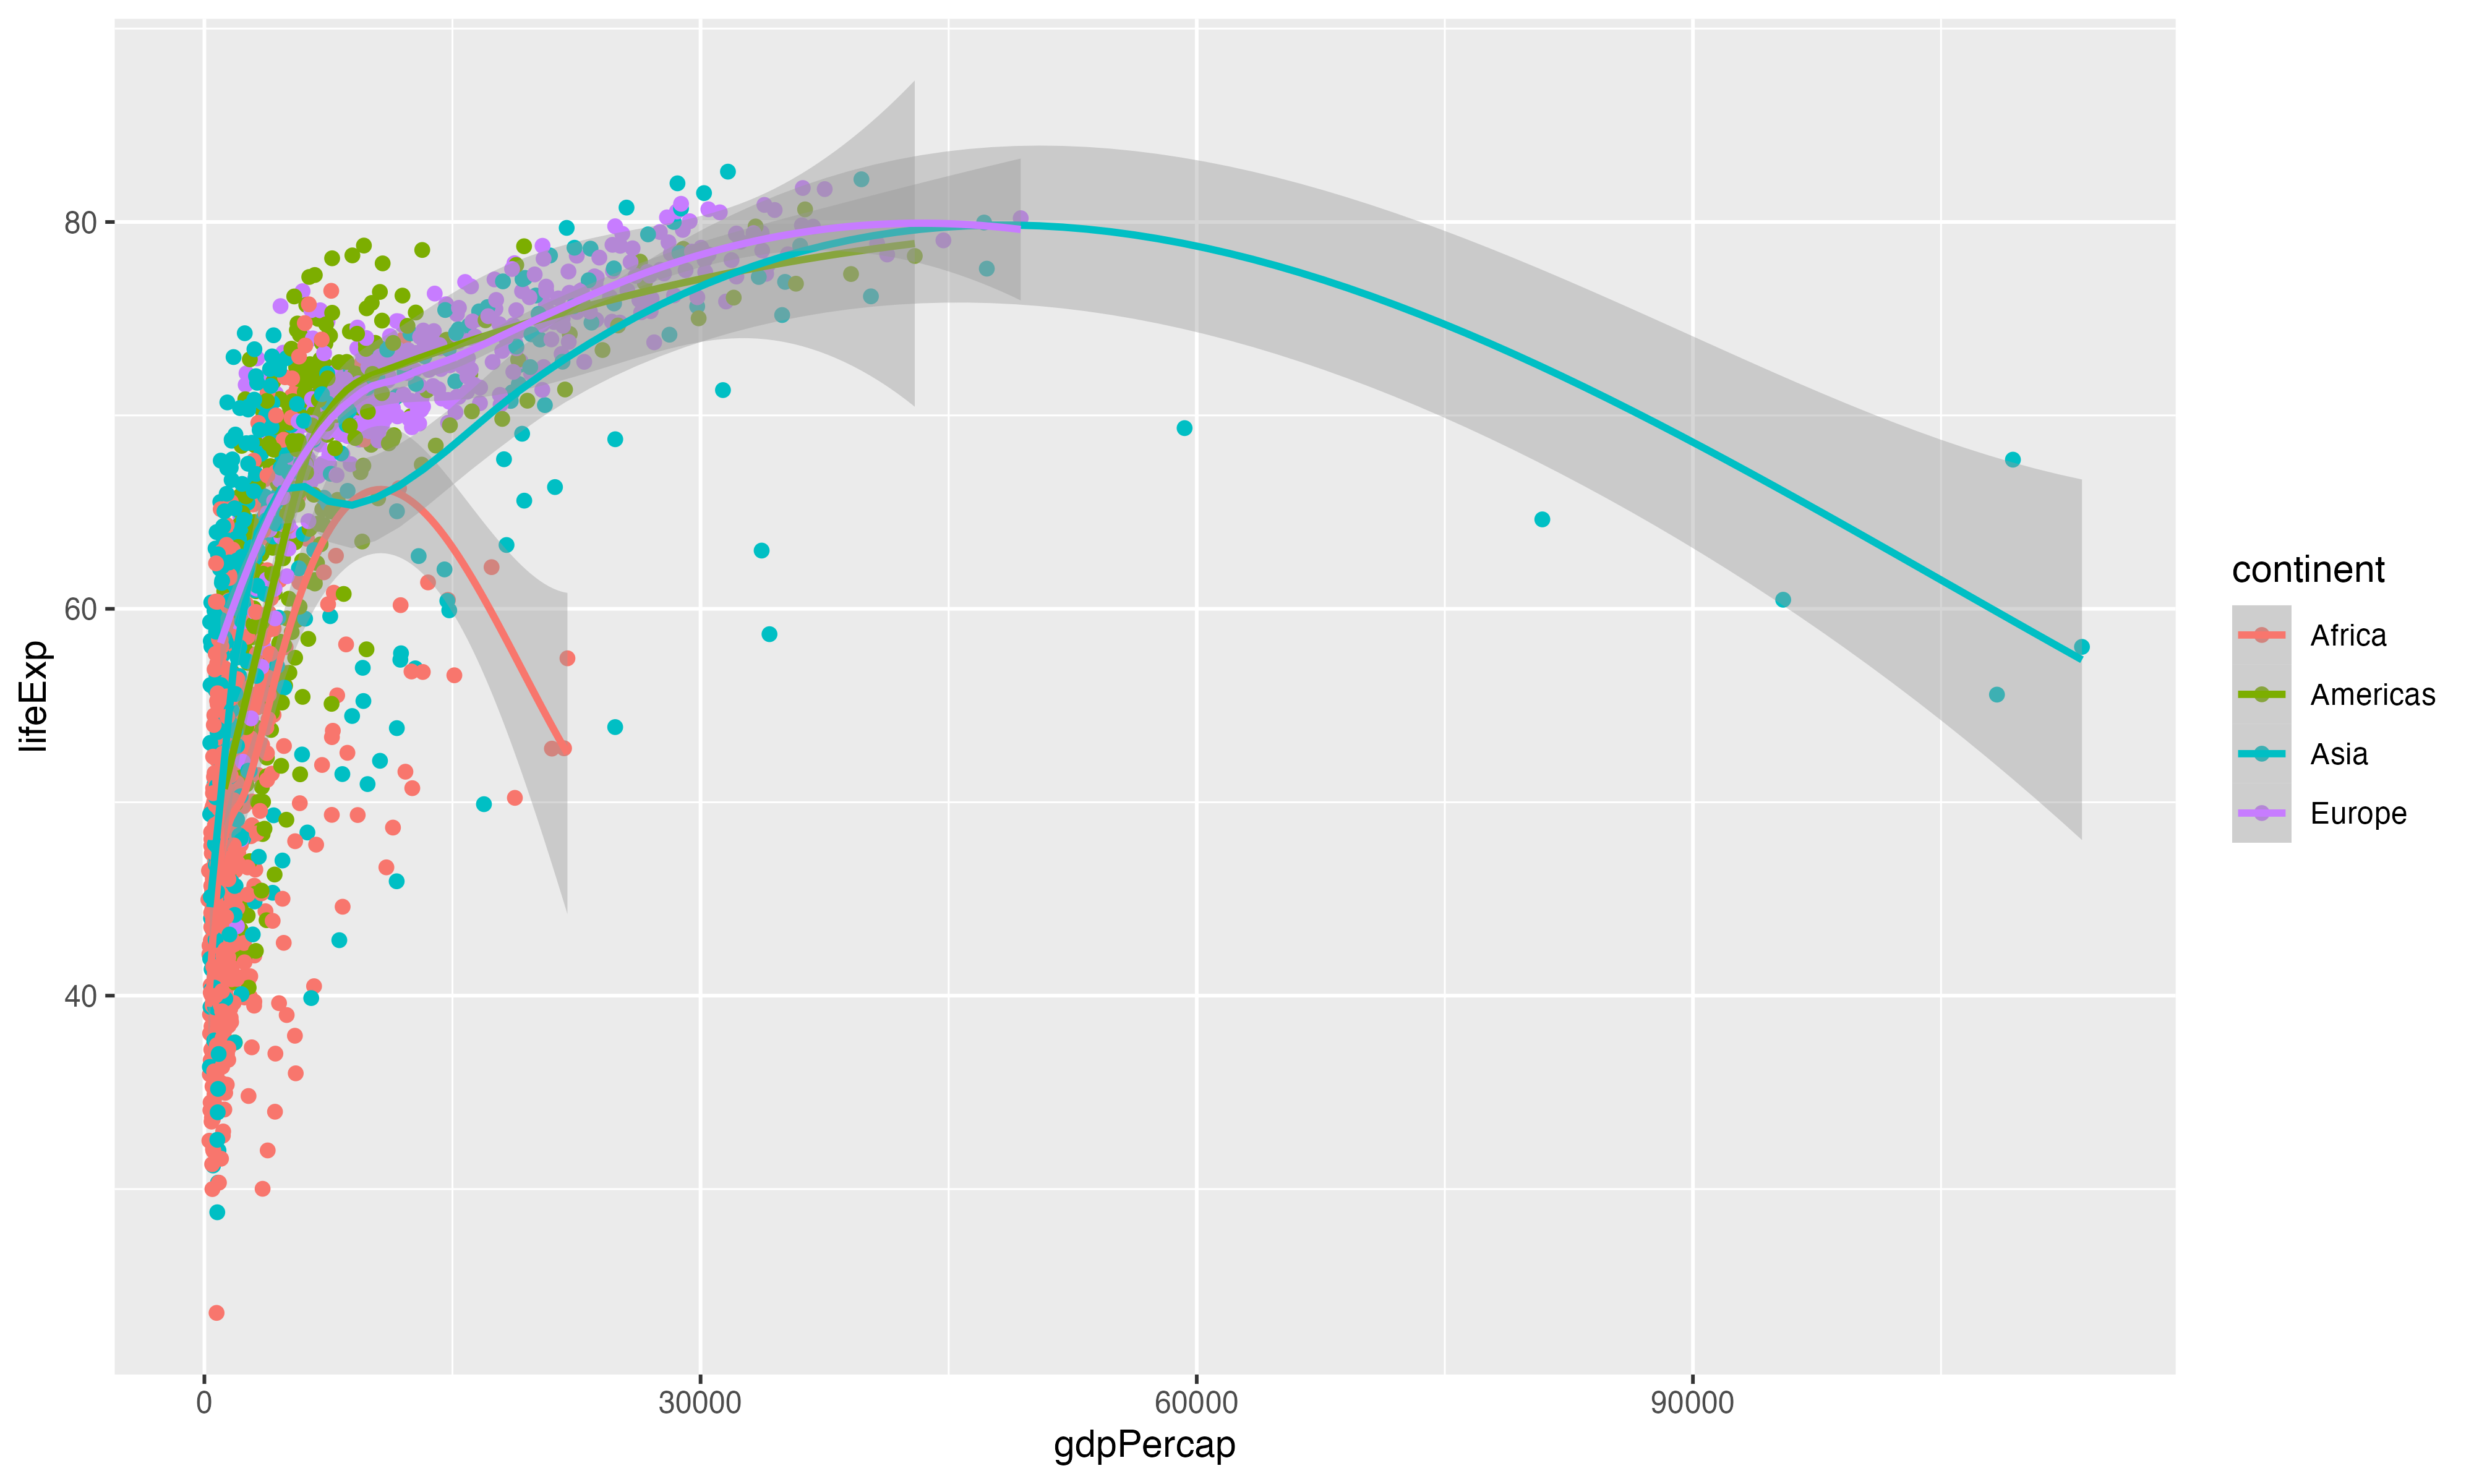 lifeExp
80
60
40
0
30000
60000
90000
gdpPercap
continent
Africa
Americas
Asia
Europe